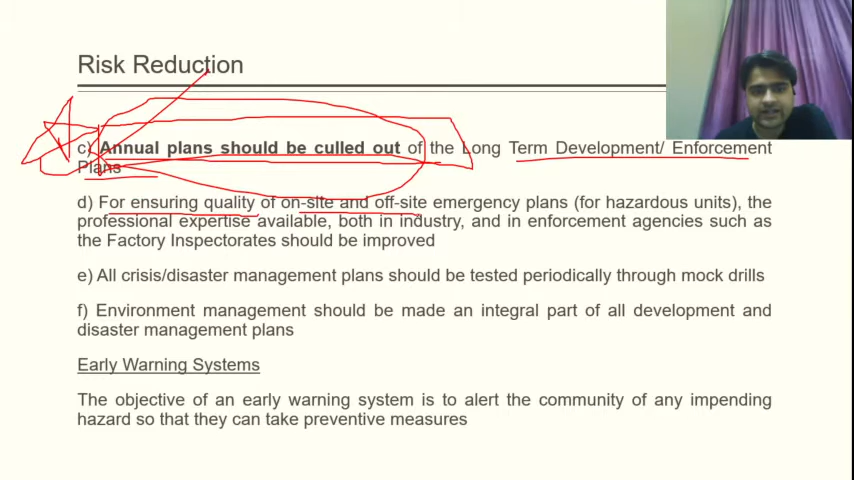 Risk Reduction
c) Annual plans should be culled out of the Long Term Development/ Enforcement
Plans
d) For ensuring quality of on-site and off-site emergency plans (for hazardous units), the
professional expertise available, both in industry, and in enforcement agencies such as
the Factory Inspectorates should be improved
e) All crisis/disaster management plans should be tested periodically through mock drills
f) Environment management should be made an integral part of all development and
disaster management plans
Early Warning Systems
The objective of an early warning system is to alert the community of any impending
hazard so that they can take preventive measures